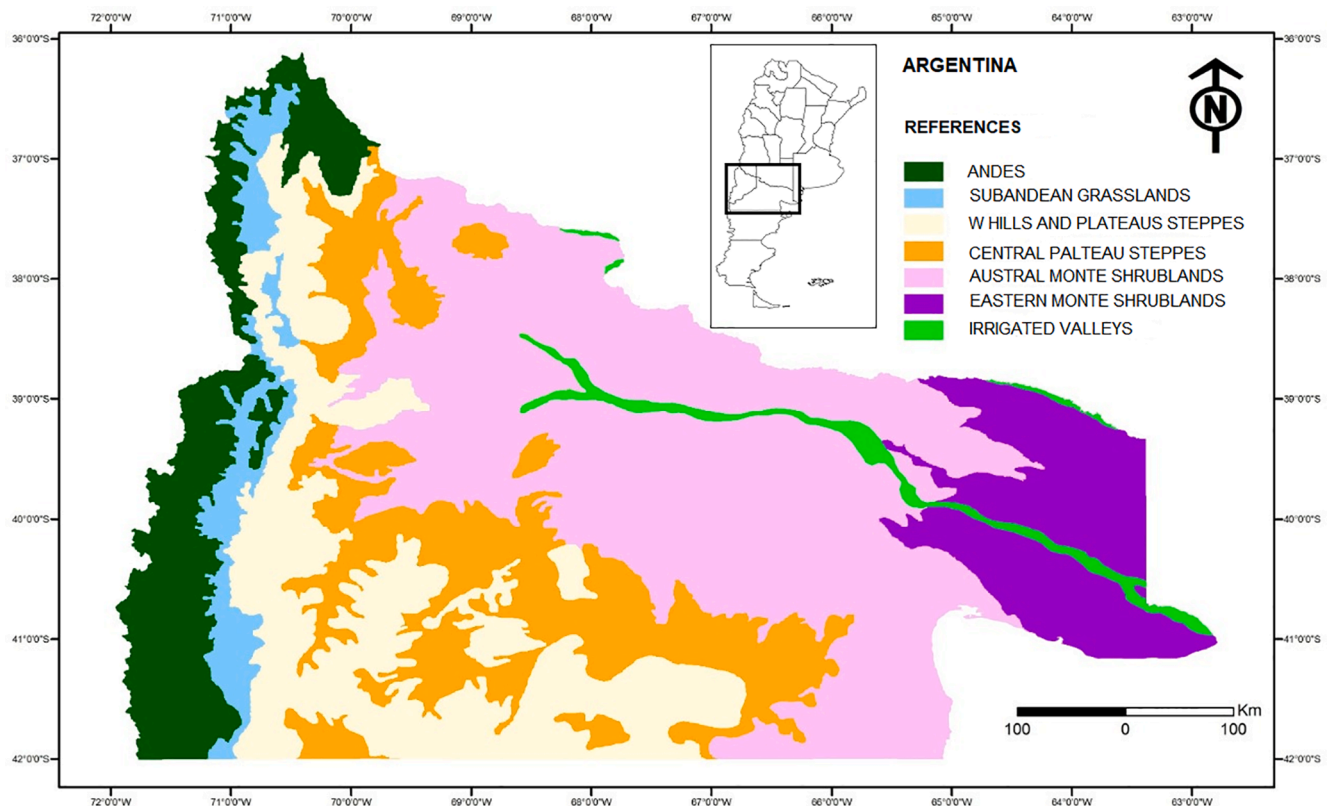 72°0'0"W 71°0'0"W 70°0'0"W 69°0'0"W 68°0'0"W 67°0'0"W 66°0'0"W 65°0'0"W 64°0'0"W 63°0'0"W
36°0'0"S 36°0'0"S
ARGENTINA
N
REFERENCES
37°0'0"S 37°0'0"S
ANDES
SUBANDEAN GRASSLANDS
W HILLS AND PLATEAUS STEPPES
CENTRAL PALTEAU STEPPES
AUSTRAL MONTE SHRUBLANDS
38°0'0"S 38°0'0"S
EASTERN MONTE SHRUBLANDS
IRRIGATED VALLEYS
39°0'0"S 39°0'0"S
40°0'0"S 40°0'0"S
41°0'0"S 41°0'0"S
Km
100 0 100
42°0'0"S 42°0'0"S
72°0'0"W 71°0'0"W 70°0'0"W 69°0'0"W 68°0'0"W 67°0'0"W 66°0'0"W 65°0'0"W 64°0'0"W 63°0'0"W